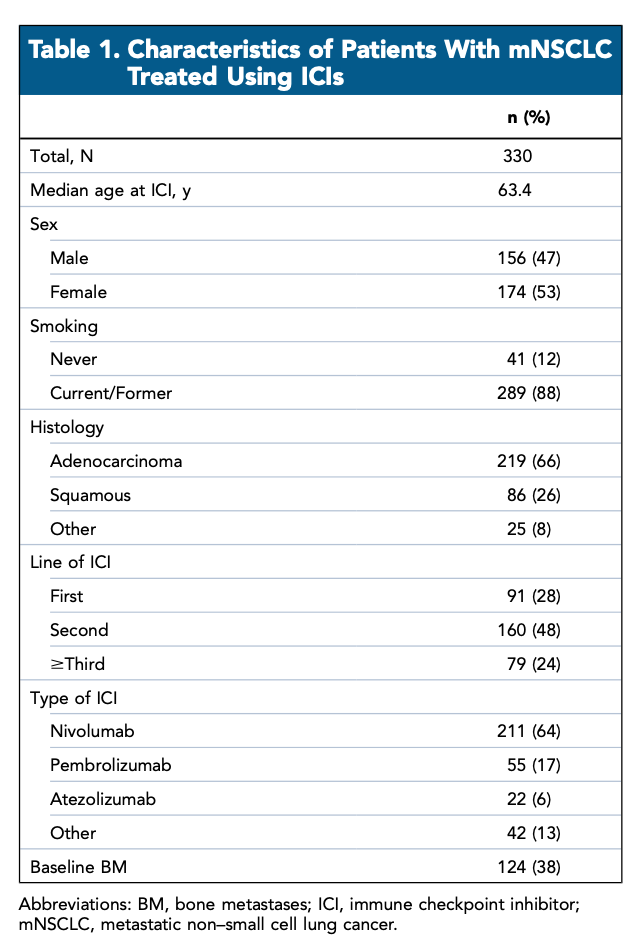 Table 1. Characteristics of Patients With mNSCLC
Treated Using ICIs
n (%)
Total, N 330
Median age at ICI, y 63.4
Sex
Male 156 (47)
Female 174 (53)
Smoking
Never 41 (12)
Current/Former 289 (88)
Histology
Adenocarcinoma 219 (66)
Squamous 86 (26)
Other 25 (8)
Line of ICI
First 91 (28)
Second 160 (48)
≥Third 79 (24)
Type of ICI
Nivolumab 211 (64)
Pembrolizumab 55 (17)
Atezolizumab 22 (6)
Other 42 (13)
Baseline BM 124 (38)
Abbreviations: BM, bone metastases; ICI, immune checkpoint inhibitor;
mNSCLC, metastatic non–small cell lung cancer.